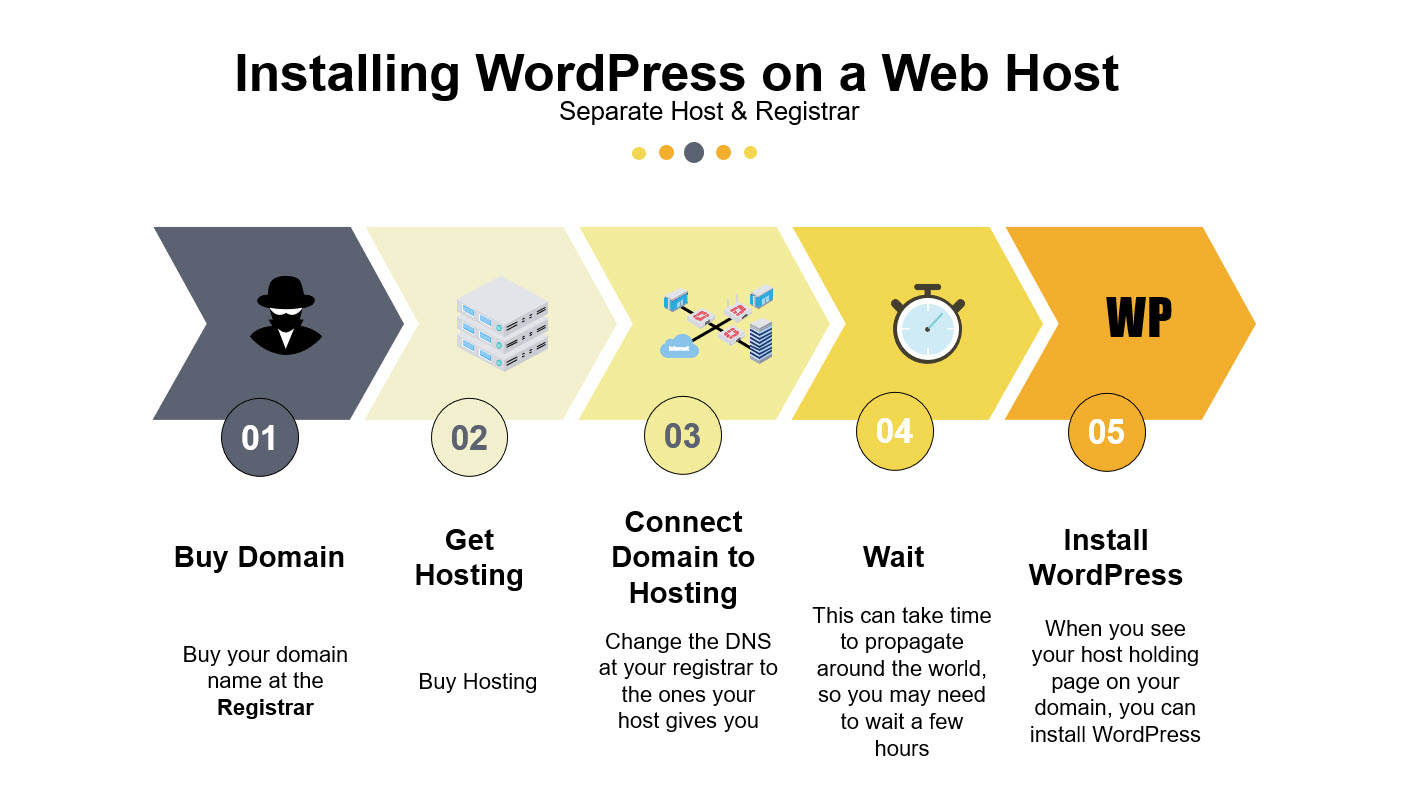 Installing WordPress on a Web Host
Separate Host & Registrar
WP
01
02
03
04
05
Buy Domain
Buy your domain
name at the
Registrar
Get
Hosting
Buy Hosting
Connect
Domain to
Hosting
Change the DNS
at your registrar to
the ones your
host gives you
Wait
This can take time
to propagate
around the world,
so you may need
to wait a few
hours
Install
WordPress
When you see
your host holding
page on your
domain, you can
install WordPress